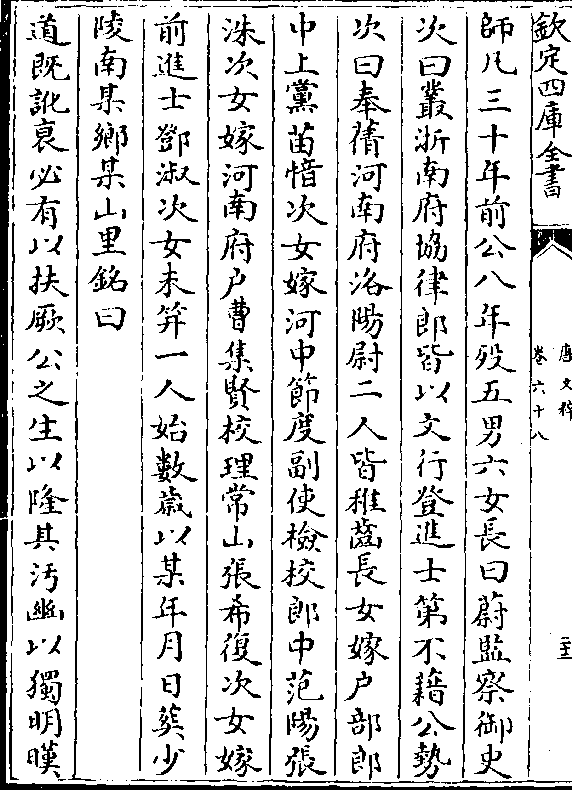 欽定四庫全書
唐文粹
卷六十八
二十五
師凡三十年前公八年歿五男六女長曰蔚監察御史
次曰叢浙南府協律郎皆以文行登進士第不藉公勢
次曰奉蒨河南府洛陽尉二人皆稚齒長女嫁户部郎
中上黨苗愔次女嫁河中節度副使檢校郎中范陽張
洙次女嫁河南府户曹集賢校理常山張希復次女嫁
前進士鄧淑次女未笄一人始數歲以某年月日葬少
陵南某鄉某山里銘曰
道既訛衰必有以扶厥公之生以隆其汚幽以獨明暵